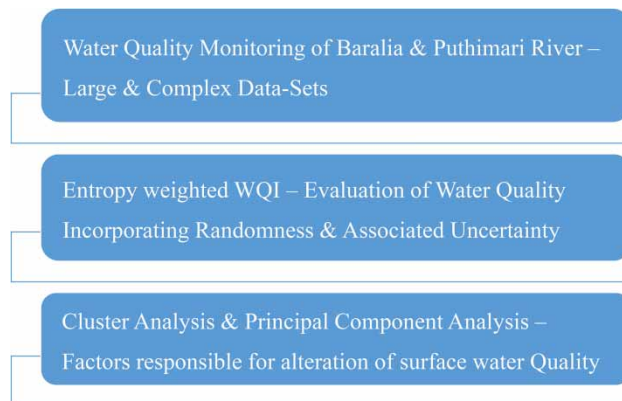 Water Quality Monitoring of Baralia & Puthimari River –
Large & Complex Data-Sets
Entropy weighted WQI – Evaluation of Water Quality
Incorporating Randomness & Associated Uncertainty
Cluster Analysis & Principal Component Analysis –
Factors responsible for alteration of surface water Quality